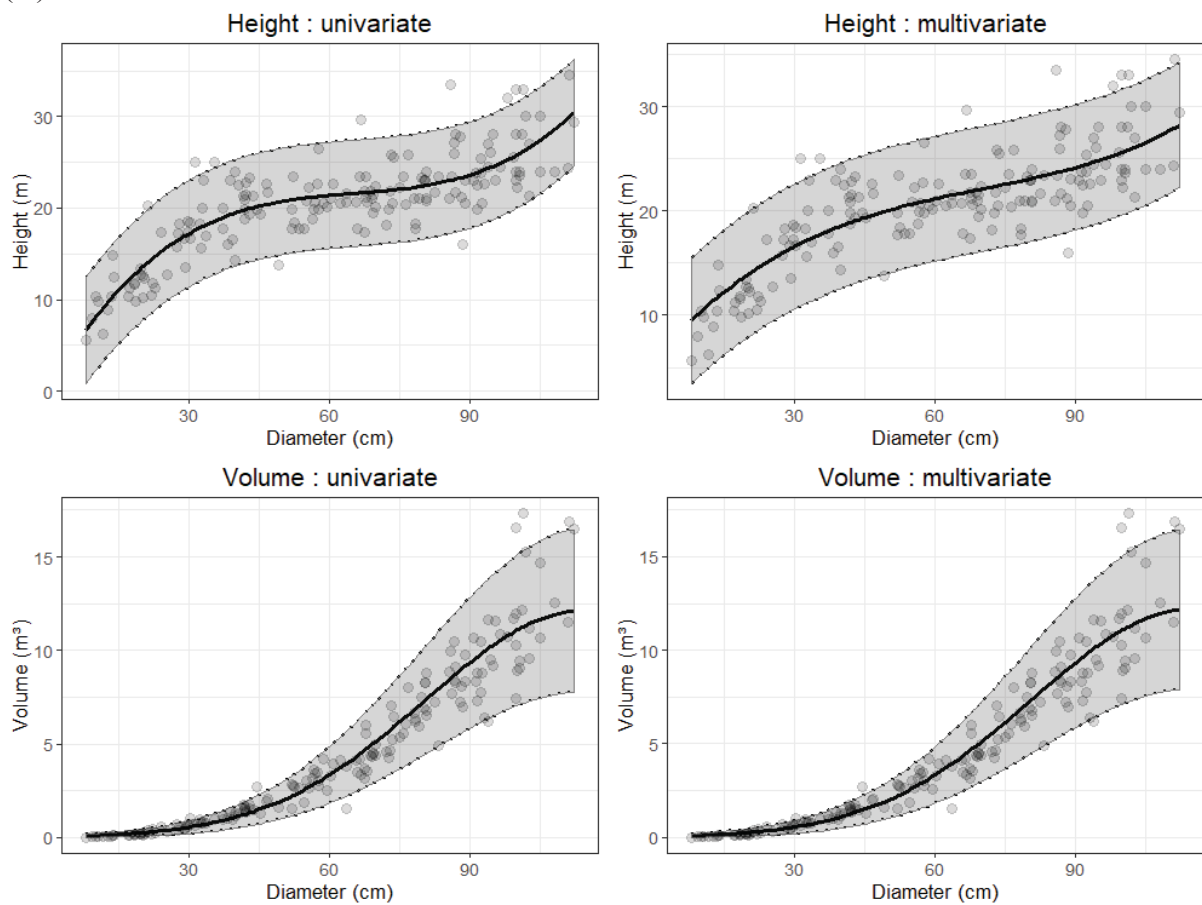 Height : univariate
Height (m)
30
20
10
0
30
60
90
Diameter (cm)
Height : multivariate
Height (m)
30
20
10
30
60
90
Diameter (cm)
Volume : univariate
Volume (m³)
15
10
5
0
30
60
90
Diameter (cm)
Volume : multivariate
Volume (m³)
15
10
5
0
30
60
90
Diameter (cm)